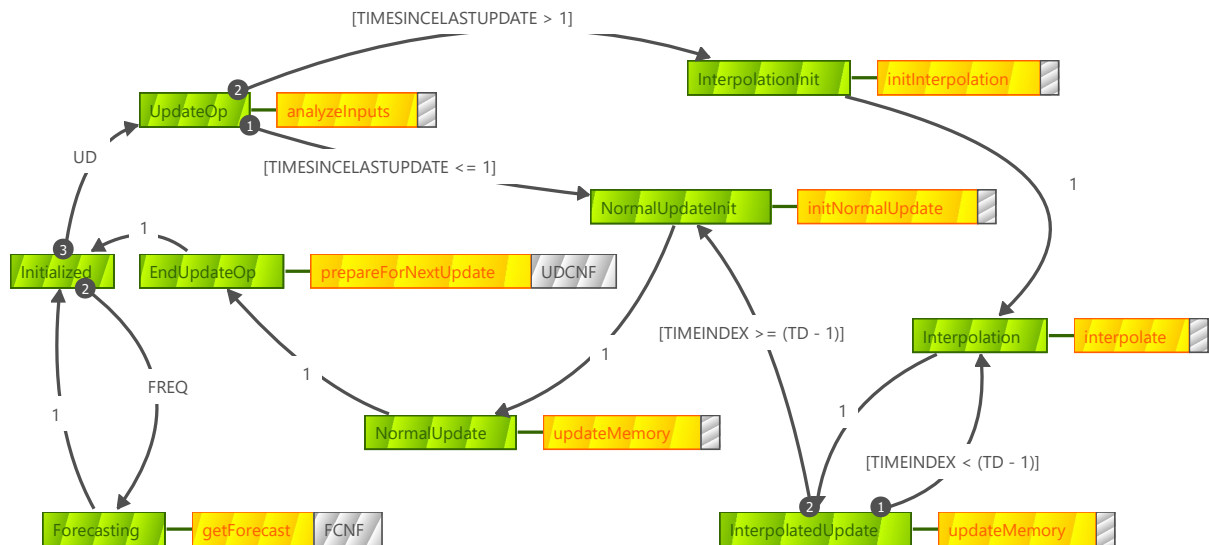 [TIMESINCELASTUPDATE > 1]
InterpolationInit
initInterpolation
2
UpdateOp
analyzeInputs
1
UD
[TIMESINCELASTUPDATE <= 1]
1
NormalUpdateInit
initNormalUpdate
1
3
Initialized
EndUpdateOp
prepareForNextUpdate
UDCNF
2
[TIMEINDEX >= (TD - 1)]
Interpolation
interpolate
1
1
FREQ
1
1
NormalUpdate
updateMemory
[TIMEINDEX < (TD - 1)]
2
1
Forecasting
getForecast
FCNF
InterpolatedUpdate
updateMemory